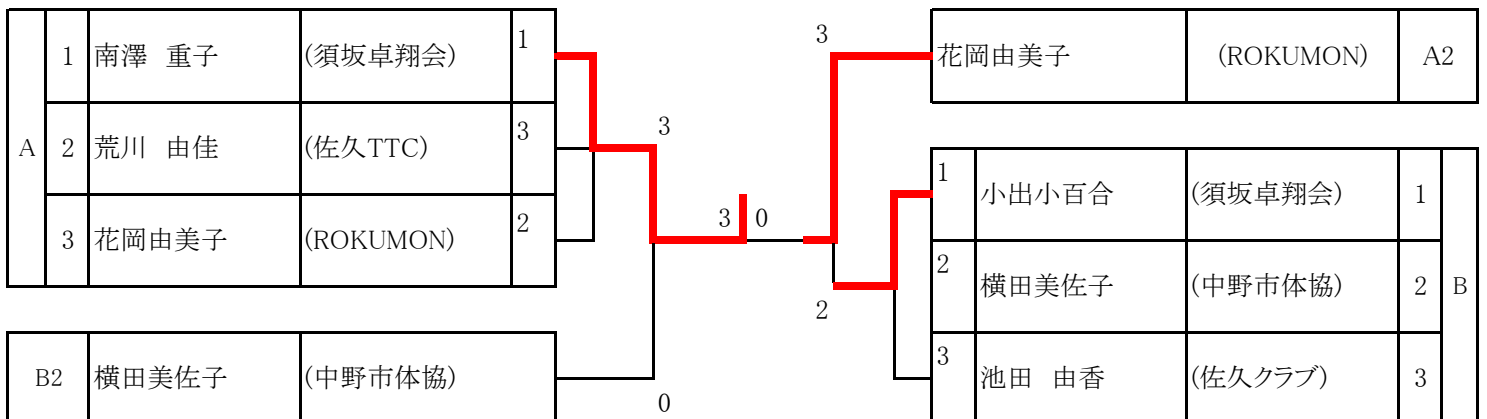 1 南澤 重子 (須坂卓翔会) 1
A 2 荒川 由佳 (佐久TTC) 3
3 花岡由美子 (ROKUMON) 2
B2 横田美佐子 (中野市体協)
3
0
3 0
3
2
花岡由美子 (ROKUMON) A2
1 小出小百合 (須坂卓翔会) 1
2 横田美佐子 (中野市体協) 2 B
3 池田 由香 (佐久クラブ) 3